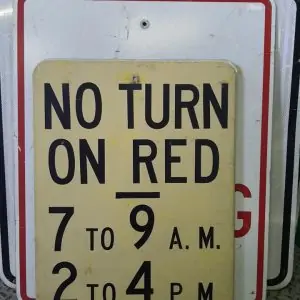 NO TURN
ON RED
7 TO 9 A.M.
2 TO 4 P.M
G